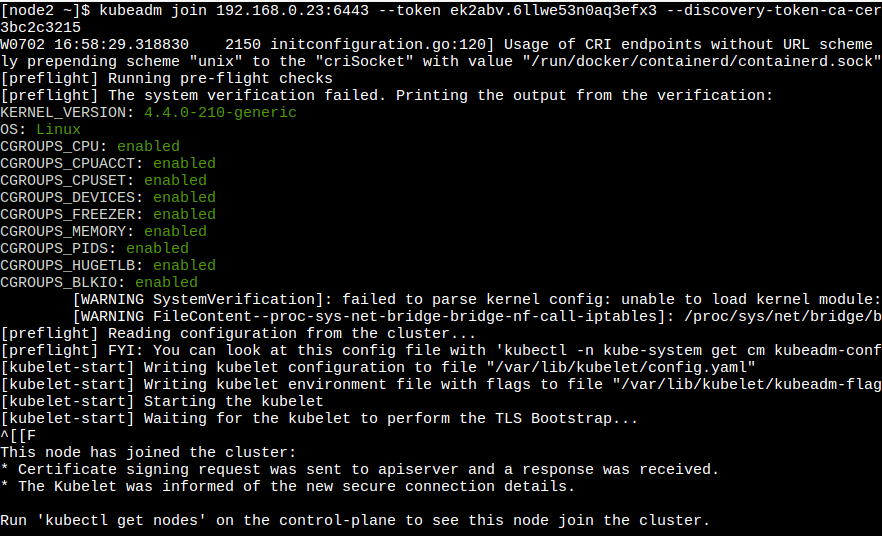 [node2 ~]$ kubeadm join 192.168.0.23:6443 --token ek2abv.6llwe53n0aq3efx3 --discovery-token-ca-cer
3bc2c3215
W0702 16:58:29.318830    2150 initconfiguration.go:120] Usage of CRI endpoints without URL scheme
ly prepending scheme "unix" to the "criSocket" with value "/run/docker/containerd/containerd.sock"
[preflight] Running pre-flight checks
[preflight] The system verification failed. Printing the output from the verification:
KERNEL_VERSION: 4.4.0-210-generic
OS: Linux
CGROUPS_CPU: enabled
CGROUPS_CPUACCT: enabled
CGROUPS_CPUSET: enabled
CGROUPS_DEVICES: enabled
CGROUPS_FREEZER: enabled
CGROUPS_MEMORY: enabled
CGROUPS_PIDS: enabled
CGROUPS_HUGETLB: enabled
CGROUPS_BLKIO: enabled
        [WARNING SystemVerification]: failed to parse kernel config: unable to load kernel module:
        [WARNING FileContent--proc-sys-net-bridge-bridge-nf-call-iptables]: /proc/sys/net/bridge/b
[preflight] Reading configuration from the cluster...
[preflight] FYI: You can look at this config file with 'kubectl -n kube-system get cm kubeadm-conf
[kubelet-start] Writing kubelet configuration to file "/var/lib/kubelet/config.yaml"
[kubelet-start] Writing kubelet environment file with flags to file "/var/lib/kubelet/kubeadm-flag
[kubelet-start] Starting the kubelet
[kubelet-start] Waiting for the kubelet to perform the TLS Bootstrap...
^[[F
This node has joined the cluster:
* Certificate signing request was sent to apiserver and a response was received.
* The Kubelet was informed of the new secure connection details.

Run 'kubectl get nodes' on the control-plane to see this node join the cluster.